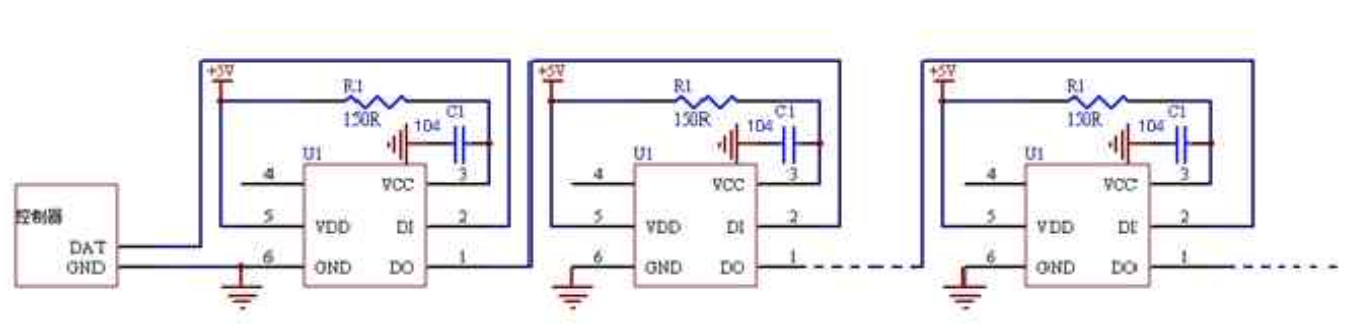 +5V
R1
150R
C1
104
U1
4
VCC
3
5
VDD
DI
2
6
GND
DO
1
控制器
DAT
GND
+5V
R1
150R
C1
104
U1
4
VCC
3
5
VDD
DI
2
6
GND
DO
1
+5V
R1
150R
C1
104
U1
4
VCC
3
5
VDD
DI
2
6
GND
DO
1